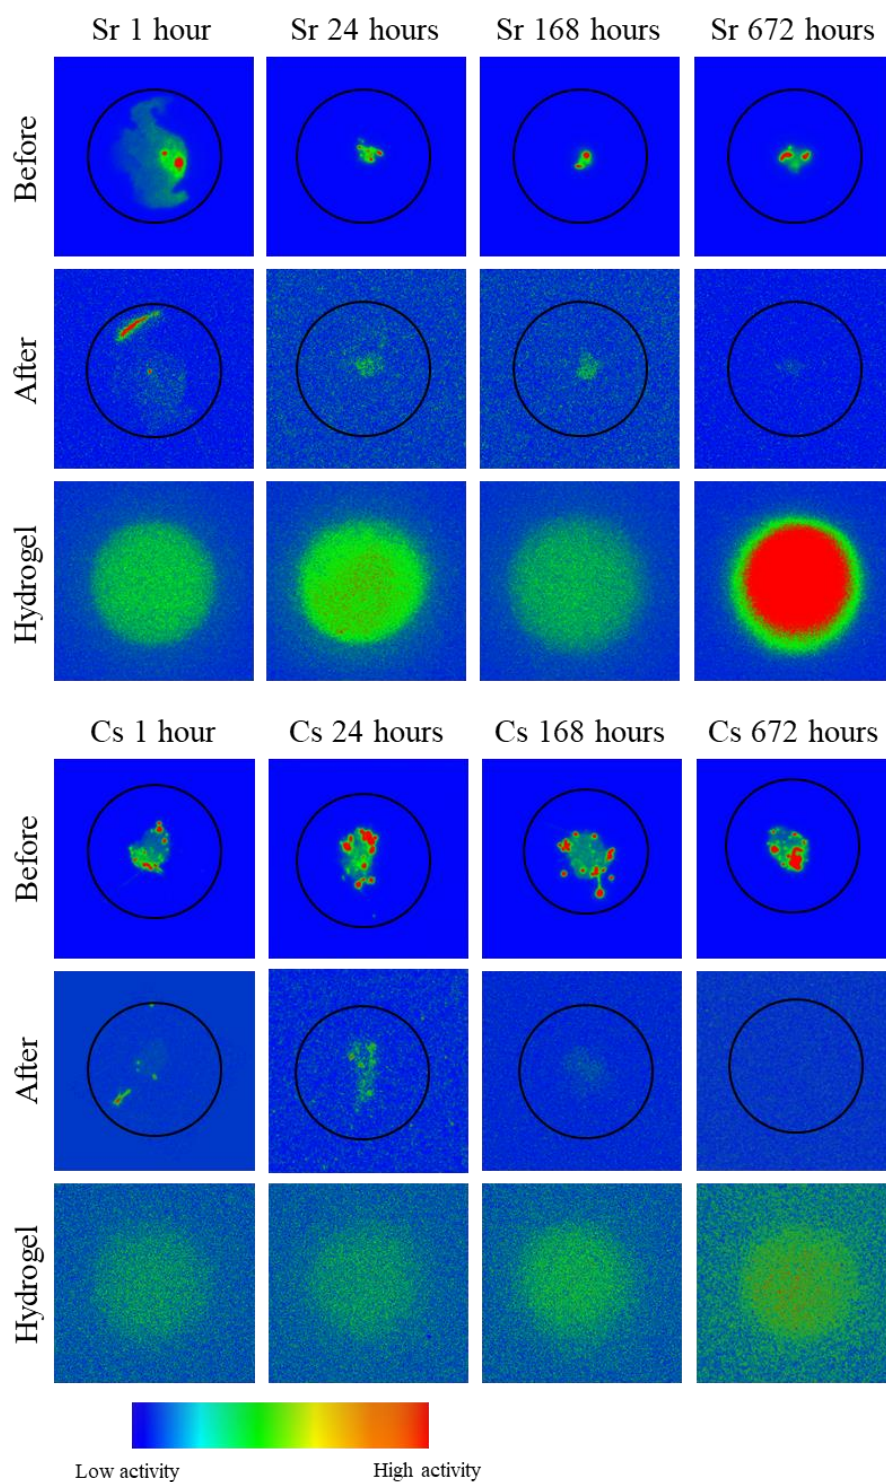 Sr 1 hour Sr 24 hours Sr 168 hours Sr 672 hours
Before
After
Hydrogel
Cs 1 hour Cs 24 hours Cs 168 hours Cs 672 hours
Before
After
Hydrogel
Low activity High activity